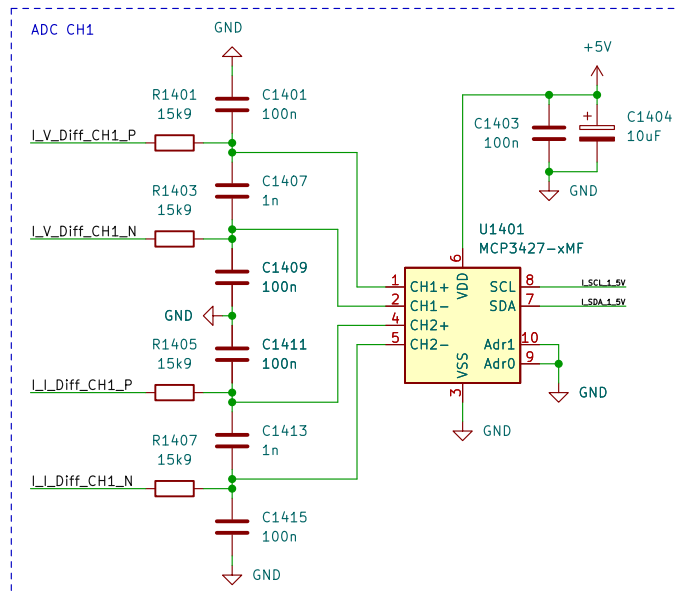 ADC CH1
GND
+5V
R1401
15k9
C1401
100n
I_V_Diff_CH1_P
C1403
100n
+
C1404
10uF
GND
C1407
1n
R1403
15k9
I_V_Diff_CH1_N
U1401
MCP3427-xMF
C1409
100n
GND
1 CH1+
2 CH1-
4 CH2+
5 CH2-
6 VDD
3 VSS
SCL 8 I_SCL_1_5V
SDA 7 I_SDA_1_5V
Adr1 10
Adr0 9
GND
GND
R1405
15k9
C1411
100n
I_I_Diff_CH1_P
C1413
1n
R1407
15k9
I_I_Diff_CH1_N
C1415
100n
GND